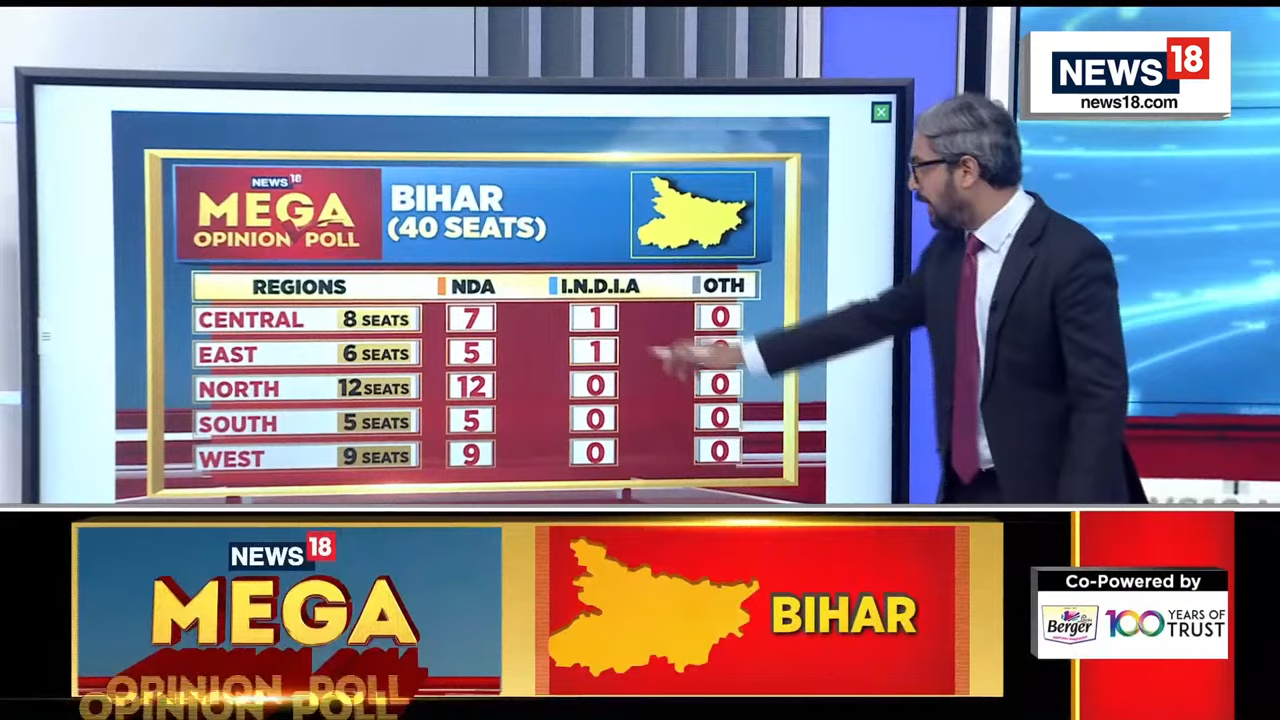 NEWS 18
news18.com
NEWS 18
MEGA
OPINION POLL
BIHAR
(40 SEATS)
REGIONS NDA I.N.D.I.A OTH
CENTRAL 8 SEATS 7 1 0
EAST 6 SEATS 5 1
NORTH 12 SEATS 12 0 0
SOUTH 5 SEATS 5 0 0
WEST 9 SEATS 9 0 0
NEWS 18
MEGA
OPINION POLL
BIHAR
Co-Powered by
Berger
100 YEARS OF
TRUST